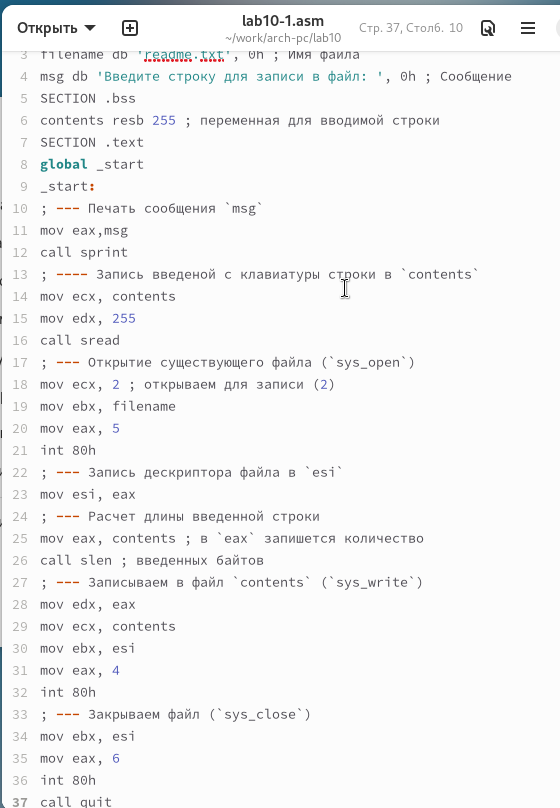 Открыть
lab10-1.asm
~/work/arch-pc/lab10
Стр. 37, Столб. 10
3 filename db 'readme.txt', 0h ; Имя файла
4 msg db 'Введите строку для записи в файл: ', 0h ; Сообщение
5 SECTION .bss
6 contents resb 255 ; переменная для вводимой строки
7 SECTION .text
8 global _start
9 _start:
10 ; --- Печать сообщения `msg`
11 mov eax,msg
12 call sprint
13 ; ---- Запись введеной с клавиатуры строки в `contents`
14 mov ecx, contents
15 mov edx, 255
16 call sread
17 ; --- Открытие существующего файла (`sys_open`)
18 mov ecx, 2 ; открываем для записи (2)
19 mov ebx, filename
20 mov eax, 5
21 int 80h
22 ; --- Запись дескриптора файла в `esi`
23 mov esi, eax
24 ; --- Расчет длины введенной строки
25 mov eax, contents ; в `eax` запишется количество
26 call slen ; введенных байтов
27 ; --- Записываем в файл `contents` (`sys_write`)
28 mov edx, eax
29 mov ecx, contents
30 mov ebx, esi
31 mov eax, 4
32 int 80h
33 ; --- Закрываем файл (`sys_close`)
34 mov ebx, esi
35 mov eax, 6
36 int 80h
37 call quit